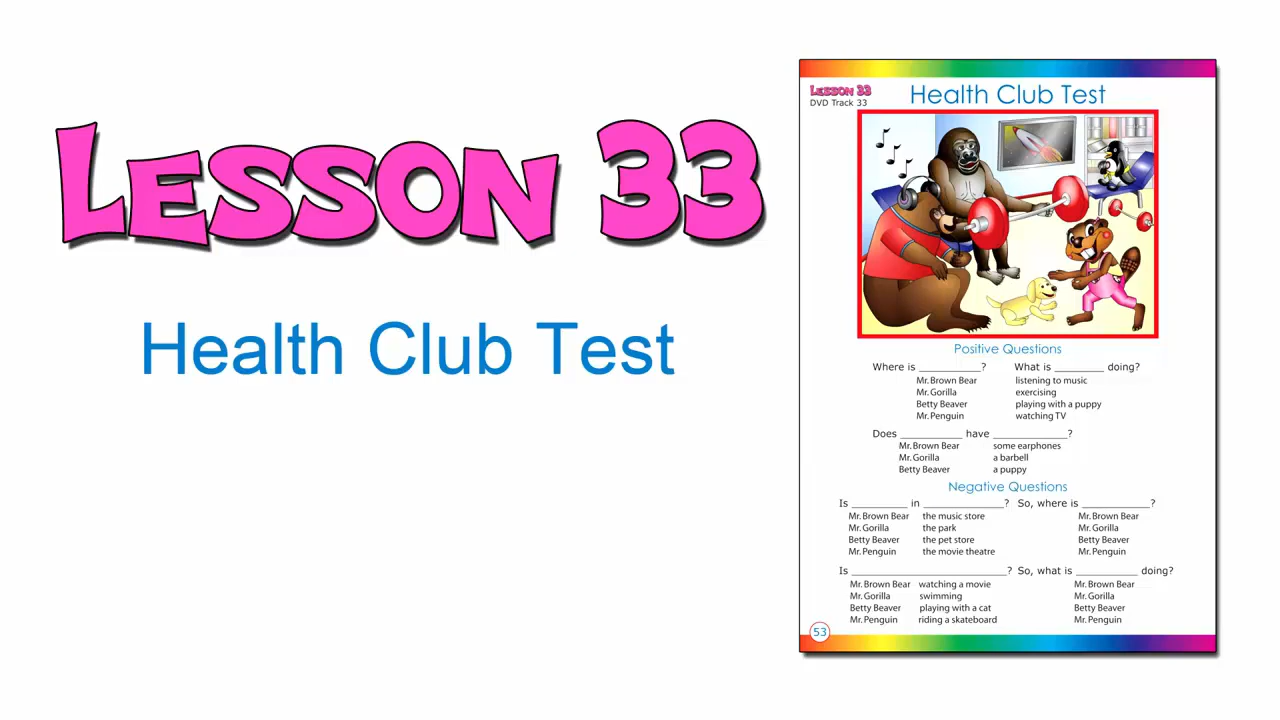 LESSON 33
Health Club Test
LESSON 33
DVD Track 33
Health Club Test
Positive Questions
Where is ___________? What is _________ doing?
Mr. Brown Bear listening to music
Mr. Gorilla exercising
Betty Beaver playing with a puppy
Mr. Penguin watching TV
Does ___________ have _____________?
Mr. Brown Bear some earphones
Mr. Gorilla a barbell
Betty Beaver a puppy
Negative Questions
Is __________ in ______________? So, where is ____________?
Mr. Brown Bear the music store Mr. Brown Bear
Mr. Gorilla the park Mr. Gorilla
Betty Beaver the pet store Betty Beaver
Mr. Penguin the movie theatre Mr. Penguin
Is ___________________________? So, what is ___________ doing?
Mr. Brown Bear watching a movie Mr. Brown Bear
Mr. Gorilla swimming Mr. Gorilla
Betty Beaver playing with a cat Betty Beaver
Mr. Penguin riding a skateboard Mr. Penguin
53